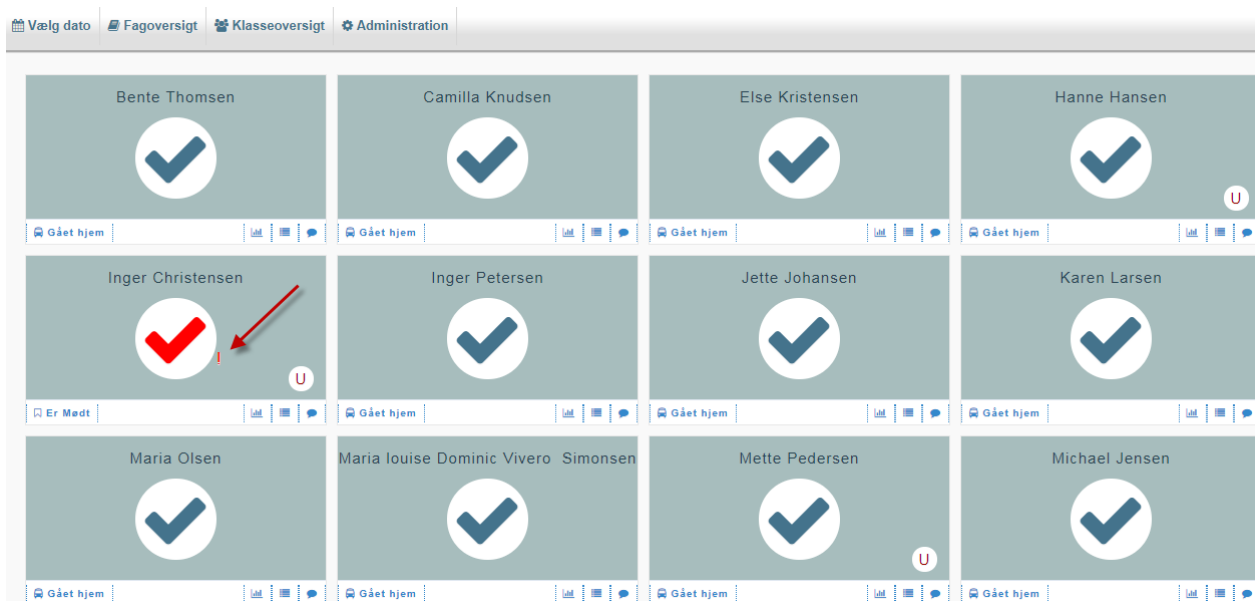 Vælg dato Fagoversigt Klasseoversigt Administration
Bente Thomsen Camilla Knudsen Else Kristensen Hanne Hansen
U
Gået hjem Gået hjem Gået hjem Gået hjem
Inger Christensen Inger Petersen Jette Johansen Karen Larsen
!
U
Er Mødt Gået hjem Gået hjem Gået hjem
Maria Olsen Maria louise Dominic Vivero Simonsen Mette Pedersen Michael Jensen
U
Gået hjem Gået hjem Gået hjem Gået hjem